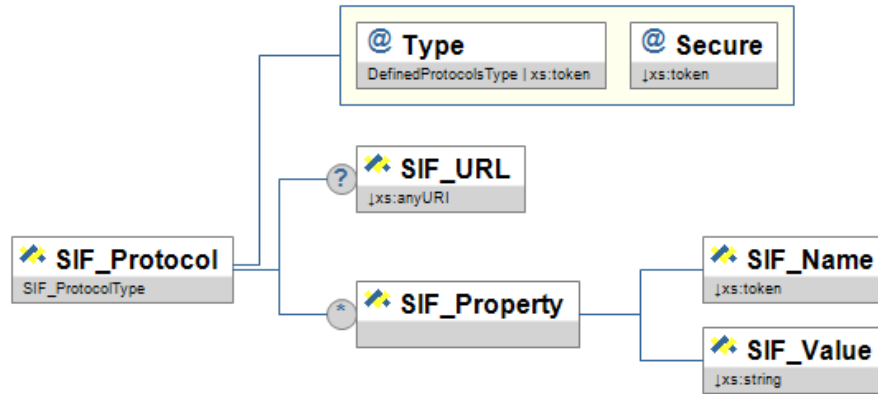 @ Type
DefinedProtocolsType | xs:token
@ Secure
↓xs:token
? SIF_URL
↓xs:anyURI
SIF_Protocol
SIF_ProtocolType
* SIF_Property
SIF_Name
↓xs:token
SIF_Value
↓xs:string